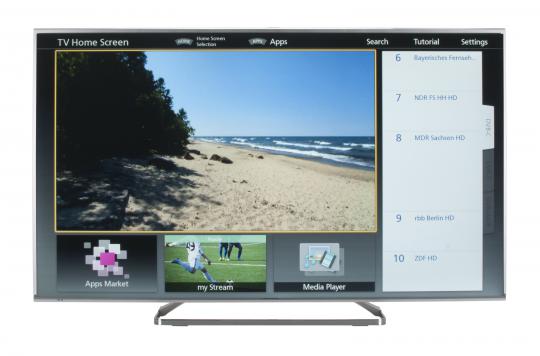 TV Home Screen
HOME
Home Screen
Selection
APPS
Apps
Search
Tutorial
Settings
6 Bayerisches Fernseh..
7 NDR FS HH HD
8 MDR Sachsen HD
9 rbb Berlin HD
10 ZDF HD
DVB-C
Apps Market
my Stream
Media Player